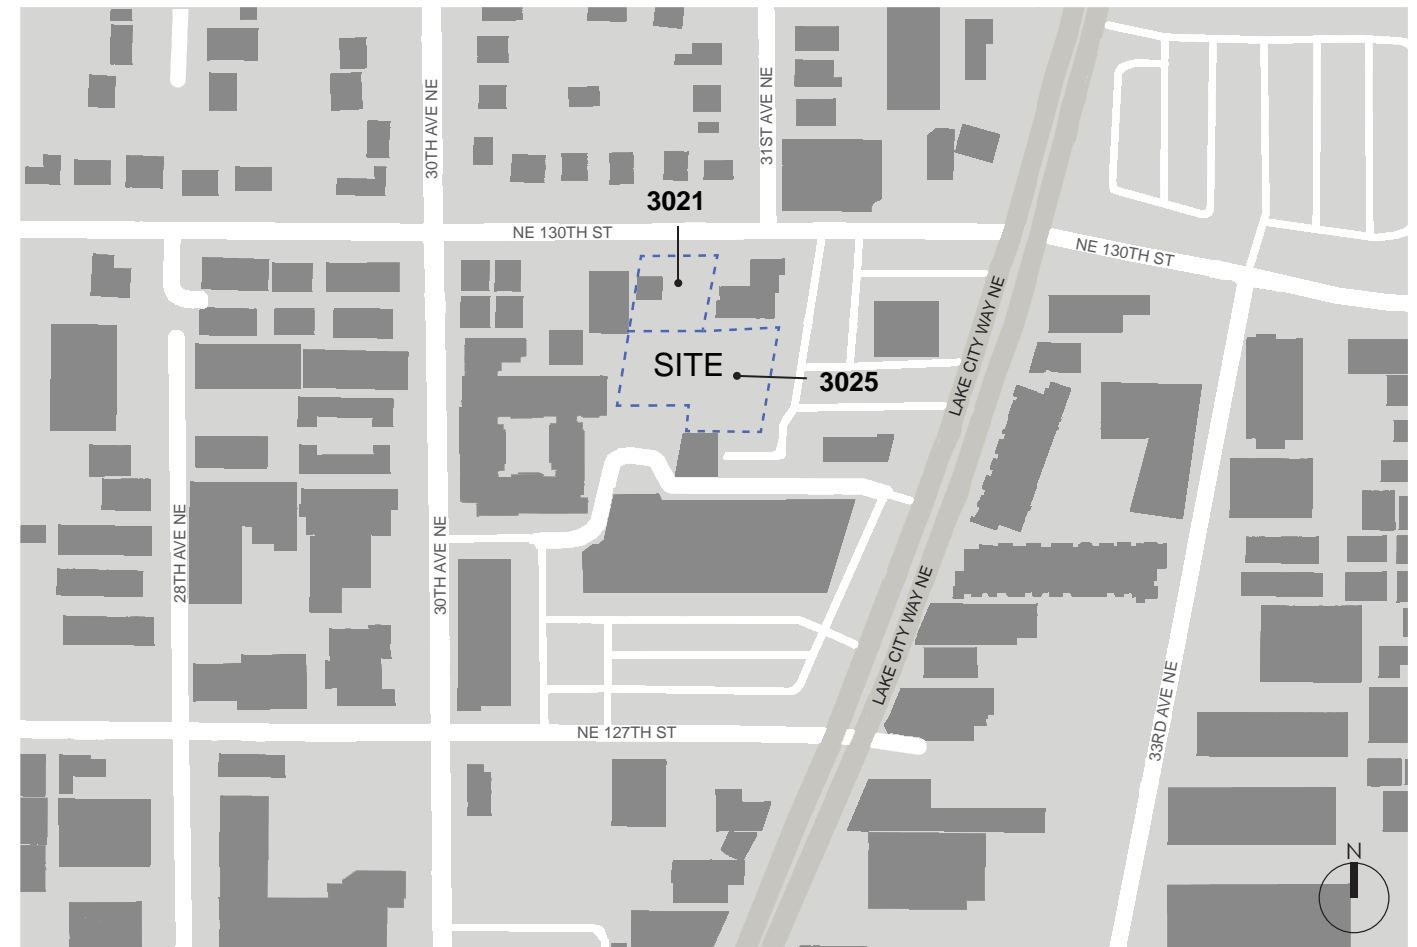 30TH AVE NE
31ST AVE NE
3021
NE 130TH ST
NE 130TH ST
SITE
3025
LAKE CITY WAY NE
28TH AVE NE
30TH AVE NE
LAKE CITY WAY NE
33RD AVE NE
NE 127TH ST
N